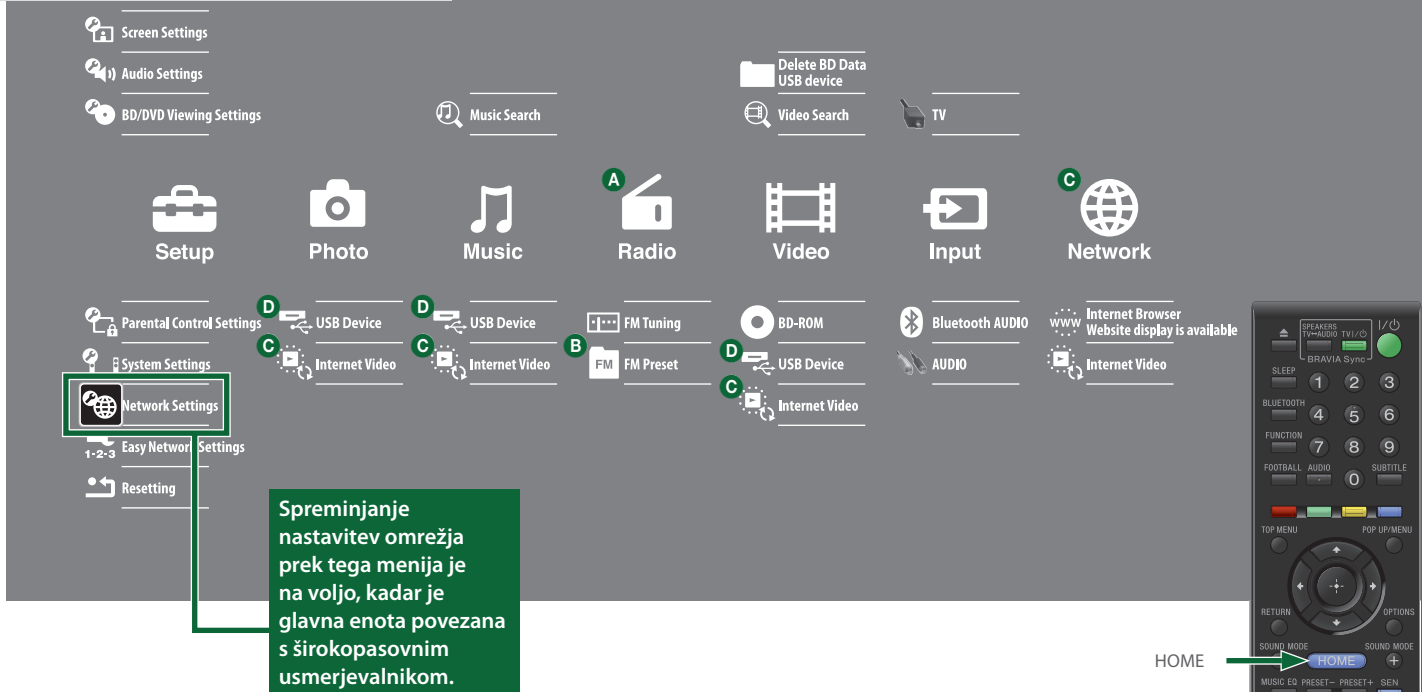 Screen Settings
Audio Settings
BD/DVD Viewing Settings
Music Search
Delete BD Data
USB device
Video Search
TV
A
C
Setup
Photo
Music
Radio
Video
Input
Network
Parental Control Settings
System Settings
Network Settings
1-2-3
Easy Network Settings
Resetting
D
USB Device
C
Internet Video
D
USB Device
C
Internet Video
FM Tuning
B
FM
FM Preset
BD-ROM
D
USB Device
C
Internet Video
Bluetooth AUDIO
AUDIO
www
Internet Browser
Website display is available
Internet Video
Spreminjanje
nastavitev omrežja
prek tega menija je
na voljo, kadar je
glavna enota povezana
s širokopasovnim
usmerjevalnikom.
HOME
SPEAKERS
TV↔AUDIO
TV I/⏻
I/⏻
BRAVIA Sync
SLEEP
1 2 3
BLUETOOTH
4 5 6
FUNCTION
7 8 9
FOOTBALL AUDIO 0 SUBTITLE
TOP MENU POP UP/MENU
RETURN OPTIONS
SOUND MODE HOME SOUND MODE
MUSIC EQ PRESET– PRESET+ SEN